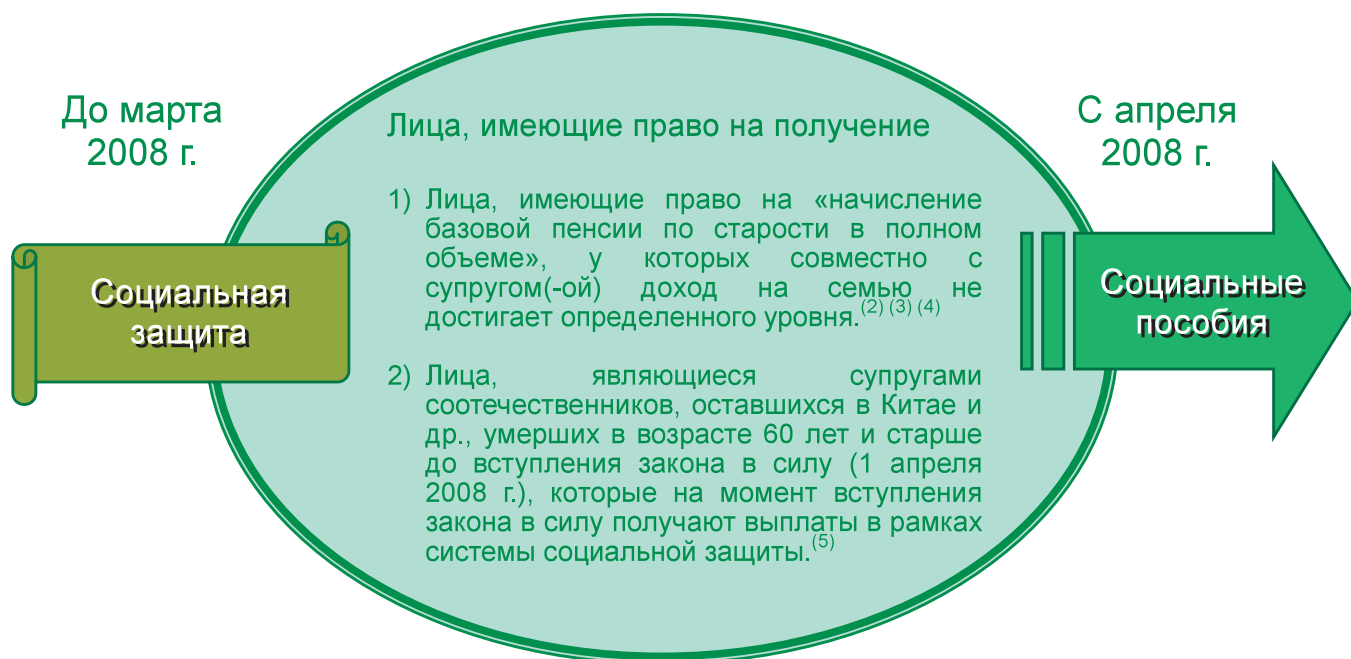 До марта
2008 г.
Лица, имеющие право на получение
С апреля
2008 г.
1) Лица, имеющие право на «начисление
базовой пенсии по старости в полном
объеме», у которых совместно с
супругом(-ой) доход на семью не
достигает определенного уровня.(2) (3) (4)
Социальная
защита
Социальные
пособия
2) Лица, являющиеся супругами
соотечественников, оставшихся в Китае и
др., умерших в возрасте 60 лет и старше
до вступления закона в силу (1 апреля
2008 г.), которые на момент вступления
закона в силу получают выплаты в рамках
системы социальной защиты.(5)